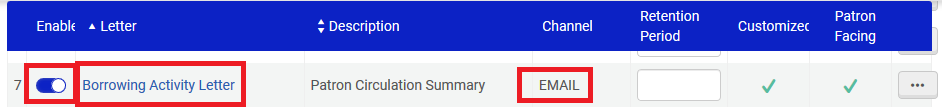 Enable Letter Description Channel Retention Period Customized Patron Facing
7 Borrowing Activity Letter Patron Circulation Summary EMAIL